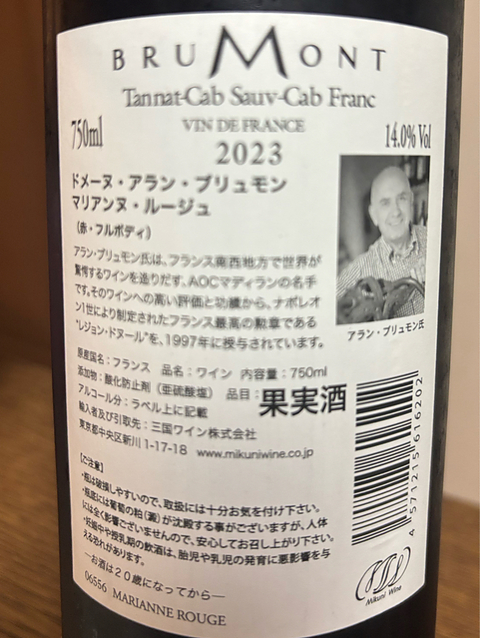 BRUMONT
Tannat-Cab Sauv-Cab Franc
VIN DE FRANCE
750ml
14.0% Vol
2023
ドメーヌ・アラン・ブリュモン
マリアンヌ・ルージュ
(赤・フルボディ)
アラン・ブリュモン氏は、フランス南西地方で世界が
驚愕するワインを造りだす、AOCマディランの名手
です。そのワインへの高い評価と功績から、ナポレオ
ン1世により制定されたフランス最高の勲章である
"レジョン・ドヌール"を、1997年に授与されています。
アラン・ブリュモン氏
原産国名：フランス 品名：ワイン 内容量：750ml
添加物：酸化防止剤（亜硫酸塩） 品目：果実酒
アルコール分：ラベル上に記載
輸入者及び引取先：三国ワイン株式会社
東京都中央区新川1-17-18 www.mikuniwine.co.jp
【ご注意】
・瓶は破損しやすいので、取扱には十分お気を付け下さい。
・瓶底には葡萄の粕（澱）が沈殿する事がございますが、人体
には全く影響ございませんので、安心してお召し上がり下さい。
・妊娠中や授乳期の飲酒は、胎児や乳児の発育に悪影響を与
える恐れがあります。
―お酒は20歳になってから―
06556 MARIANNE ROUGE
4 571215 616202
Mikuni Wine